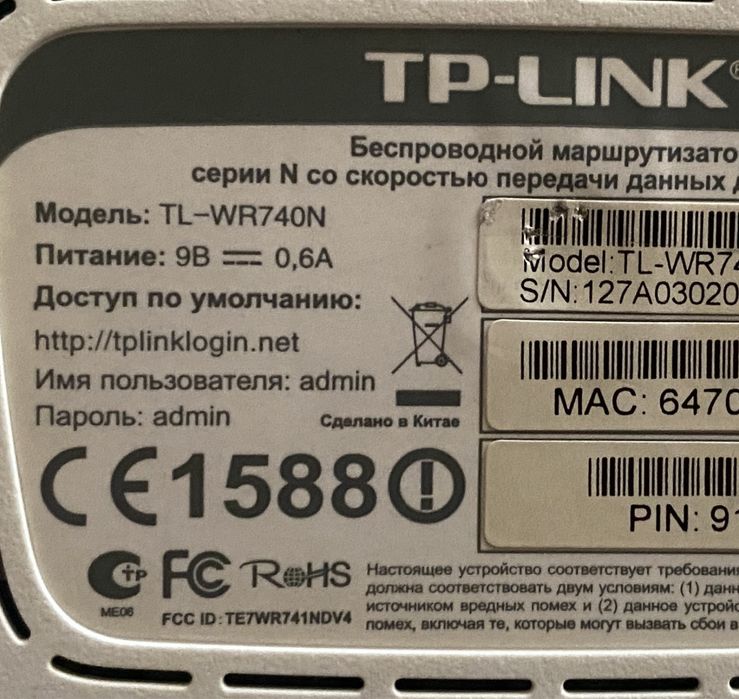 TP-LINK®
Беспроводной маршрутизато
серии N со скоростью передачи данных
Модель: TL-WR740N
Питание: 9В 0,6А
Доступ по умолчанию:
http://tplinklogin.net
Имя пользователя: admin
Пароль: admin
Сделано в Китае
Model:TL-WR74
S/N:127A03020
MAC: 6470
PIN: 91
CE1588
TP
ME06
FC
RoHS
FCC ID: TE7WR741NDV4
Настоящее устройство соответствует требовани
должна соответствовать двум условиям: (1) данн
источником вредных помех и (2) данное устройс
помех, включая те, которые могут вызвать сбои в